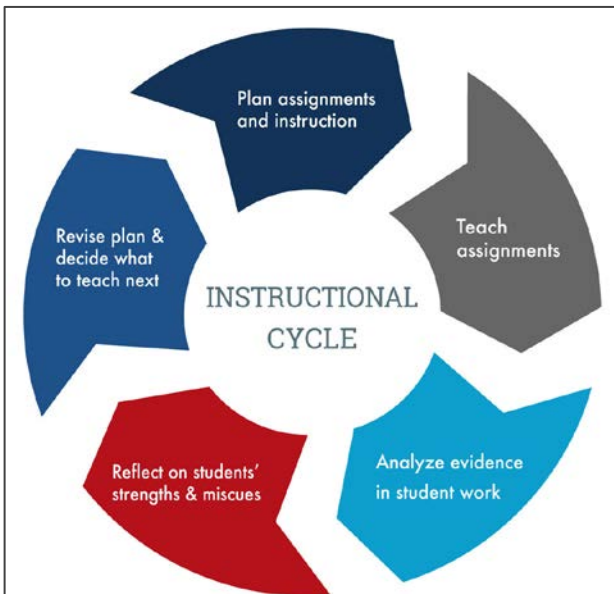 Plan assignments
and instruction
Teach
assignments
Analyze evidence
in student work
Reflect on students’
strengths & miscues
Revise plan &
decide what
to teach next
INSTRUCTIONAL
CYCLE